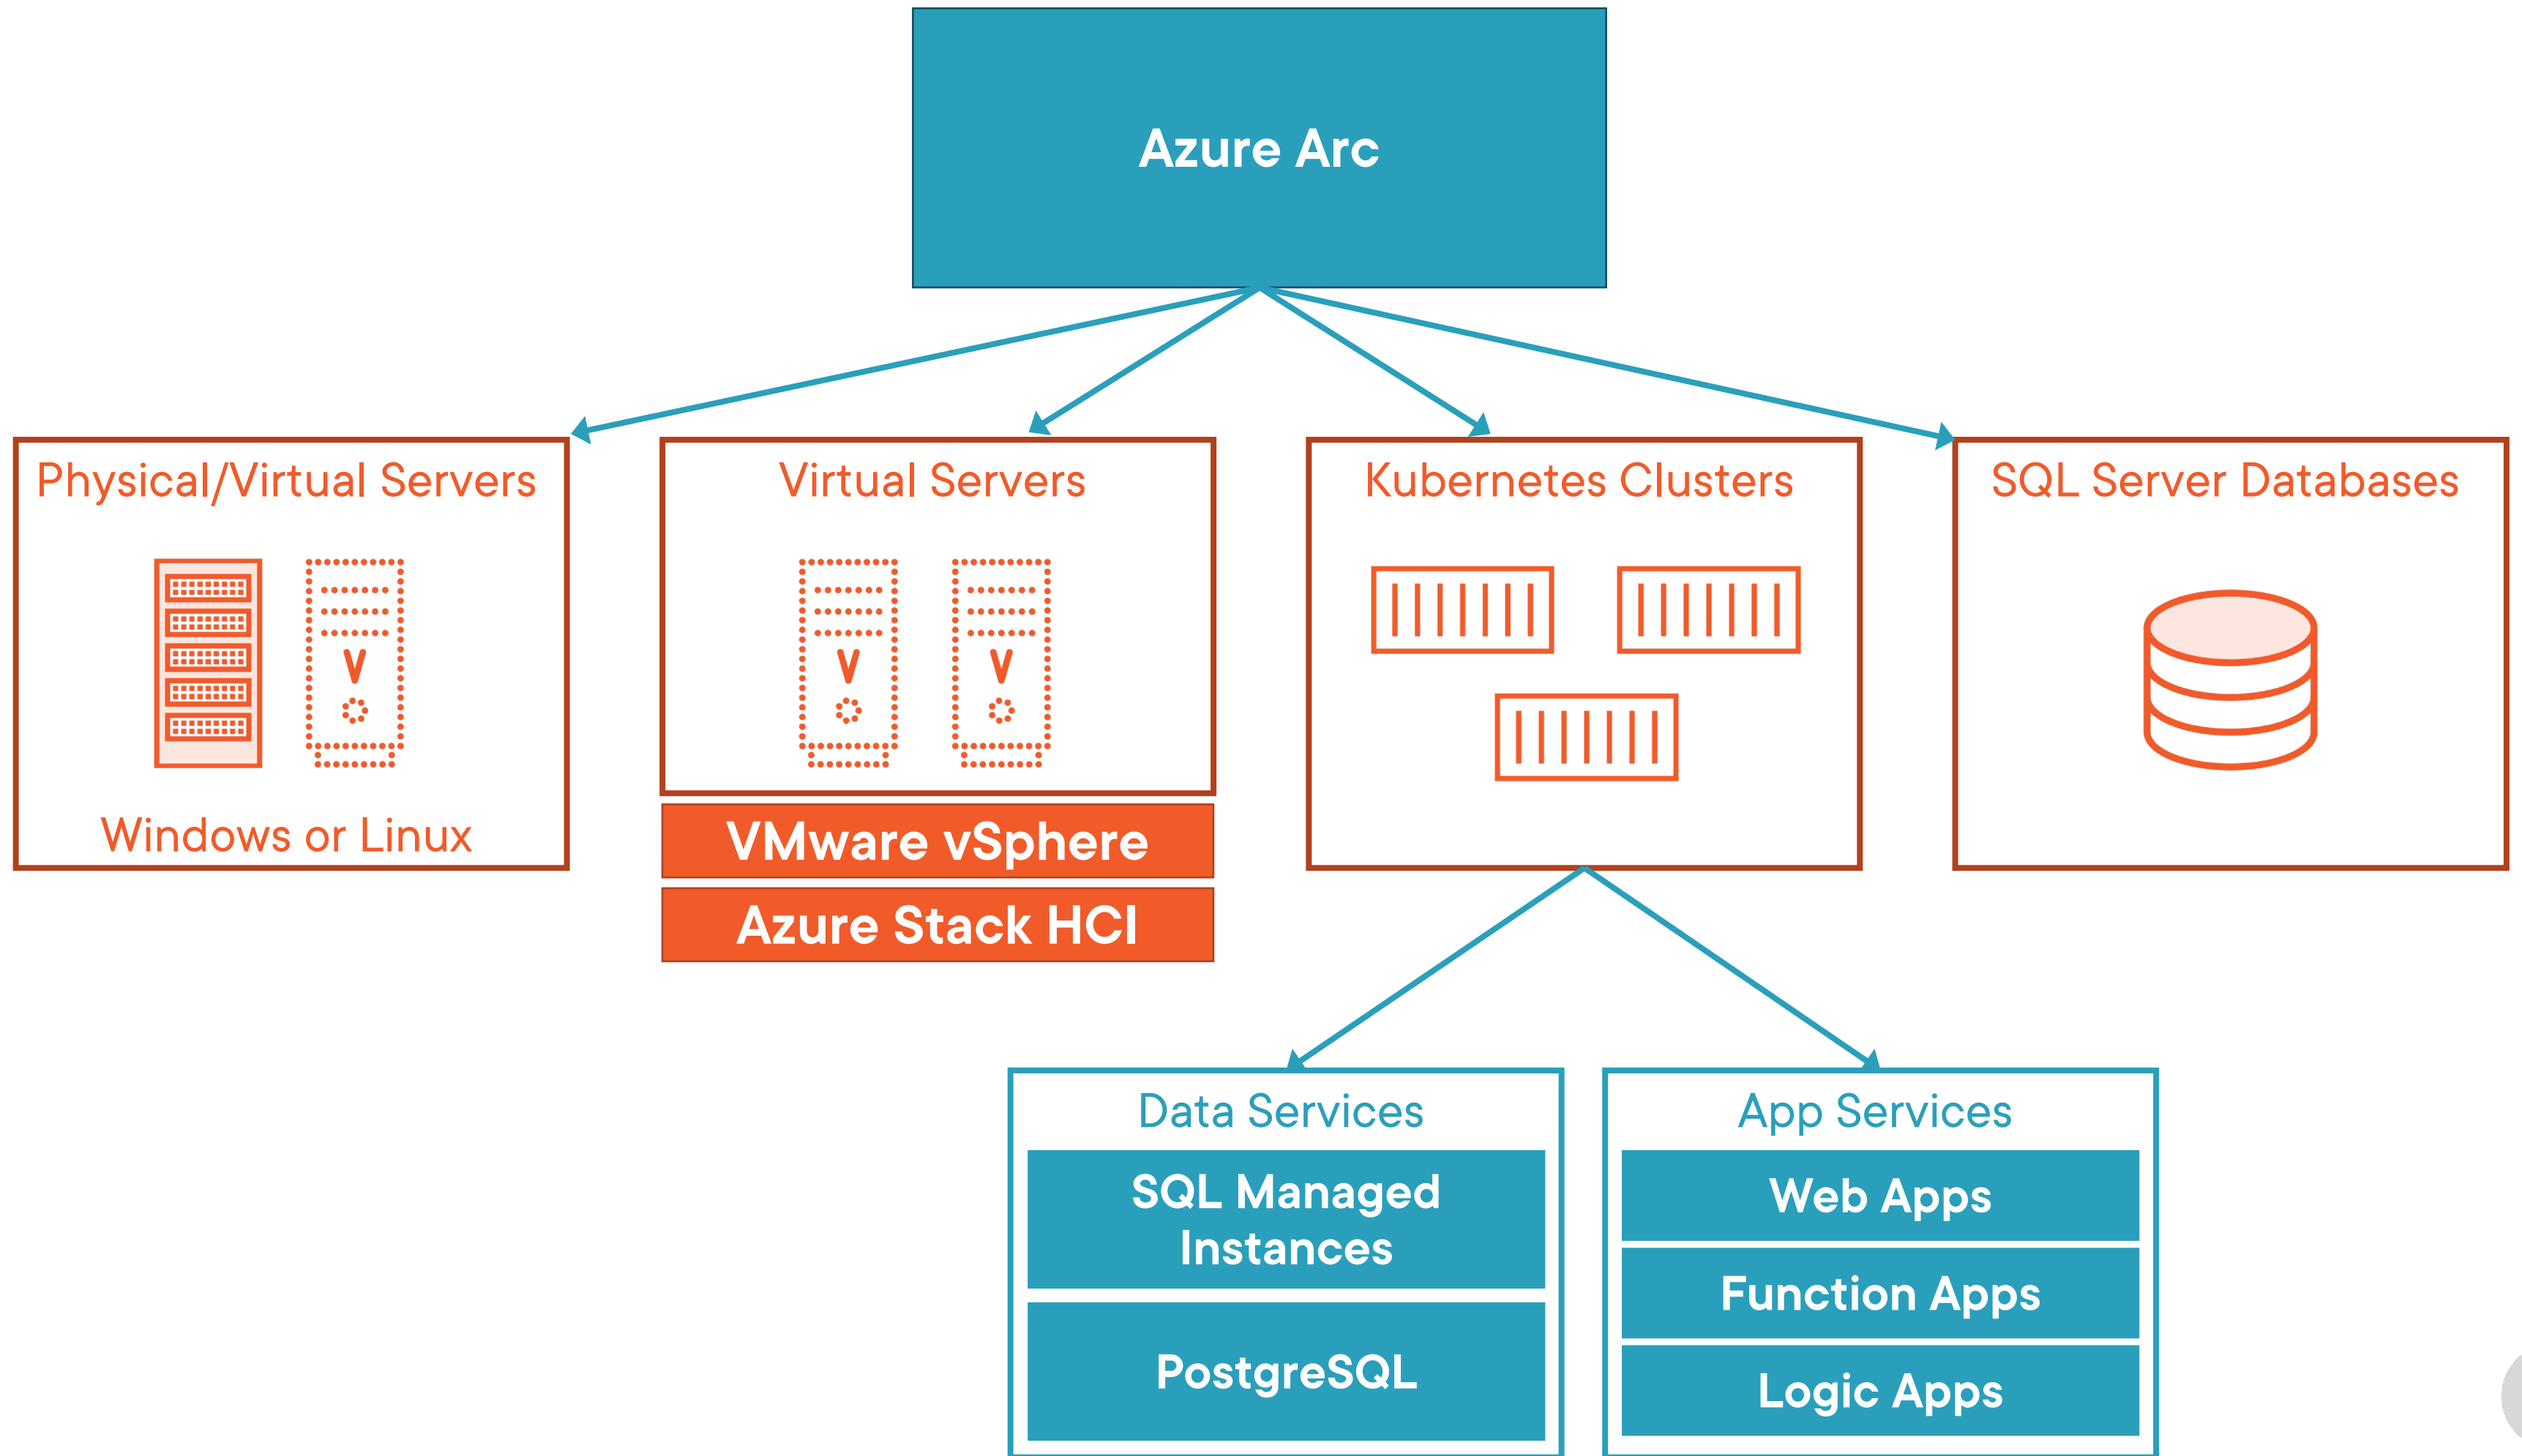 Azure Arc
Physical/Virtual Servers
Windows or Linux
Virtual Servers
VMware vSphere
Azure Stack HCI
Kubernetes Clusters
SQL Server Databases
Data Services
SQL Managed
Instances
PostgreSQL
App Services
Web Apps
Function Apps
Logic Apps